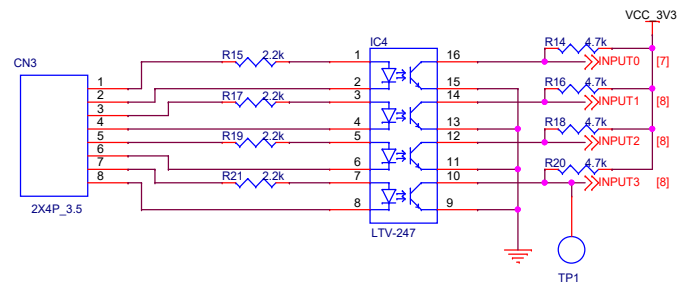 VCC_3V3
IC4
R14 4.7k
CN3
R15 2.2k
1
16
INPUT0
[7]
1
2
15
R16 4.7k
2
R17 2.2k
3
14
INPUT1
[8]
3
4
4
13
R18 4.7k
5
R19 2.2k
5
12
INPUT2
[8]
6
7
6
11
R20 4.7k
8
R21 2.2k
7
10
INPUT3
[8]
2X4P_3.5
8
9
LTV-247
TP1